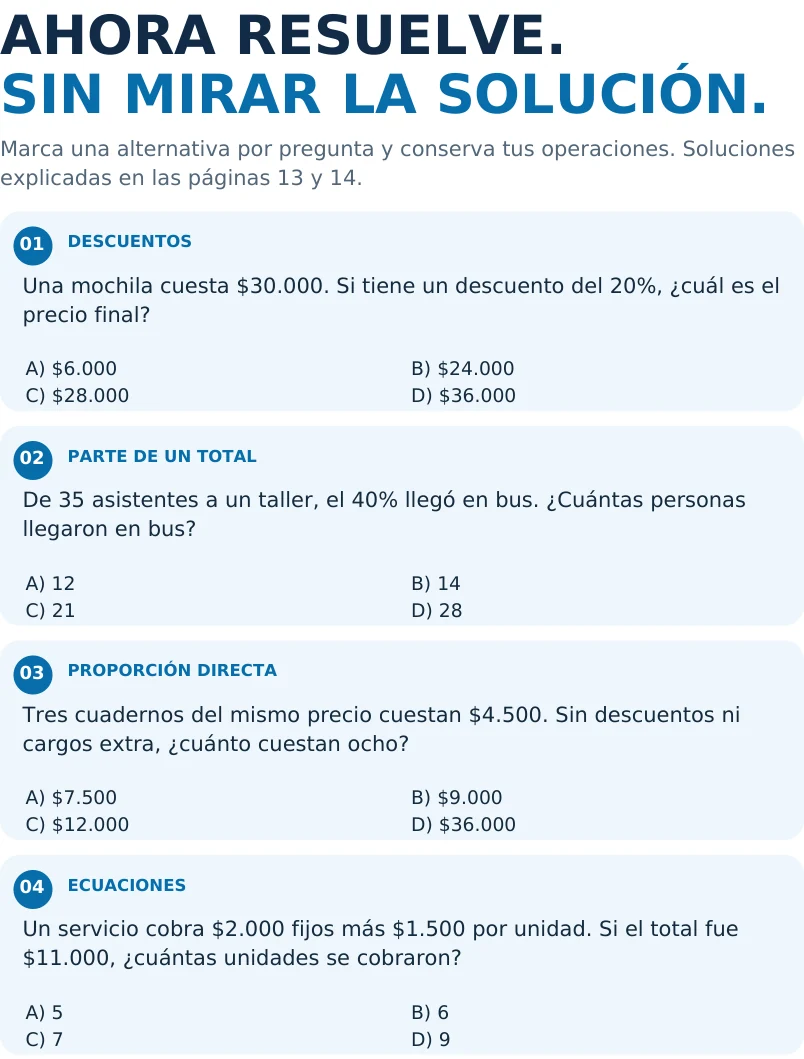 AHORA RESUELVE.
SIN MIRAR LA SOLUCIÓN.
Marca una alternativa por pregunta y conserva tus operaciones. Soluciones
explicadas en las páginas 13 y 14.
01 DESCUENTOS
Una mochila cuesta $30.000. Si tiene un descuento del 20%, ¿cuál es el
precio final?
A) $6.000 B) $24.000
C) $28.000 D) $36.000
02 PARTE DE UN TOTAL
De 35 asistentes a un taller, el 40% llegó en bus. ¿Cuántas personas
llegaron en bus?
A) 12 B) 14
C) 21 D) 28
03 PROPORCIÓN DIRECTA
Tres cuadernos del mismo precio cuestan $4.500. Sin descuentos ni
cargos extra, ¿cuánto cuestan ocho?
A) $7.500 B) $9.000
C) $12.000 D) $36.000
04 ECUACIONES
Un servicio cobra $2.000 fijos más $1.500 por unidad. Si el total fue
$11.000, ¿cuántas unidades se cobraron?
A) 5 B) 6
C) 7 D) 9